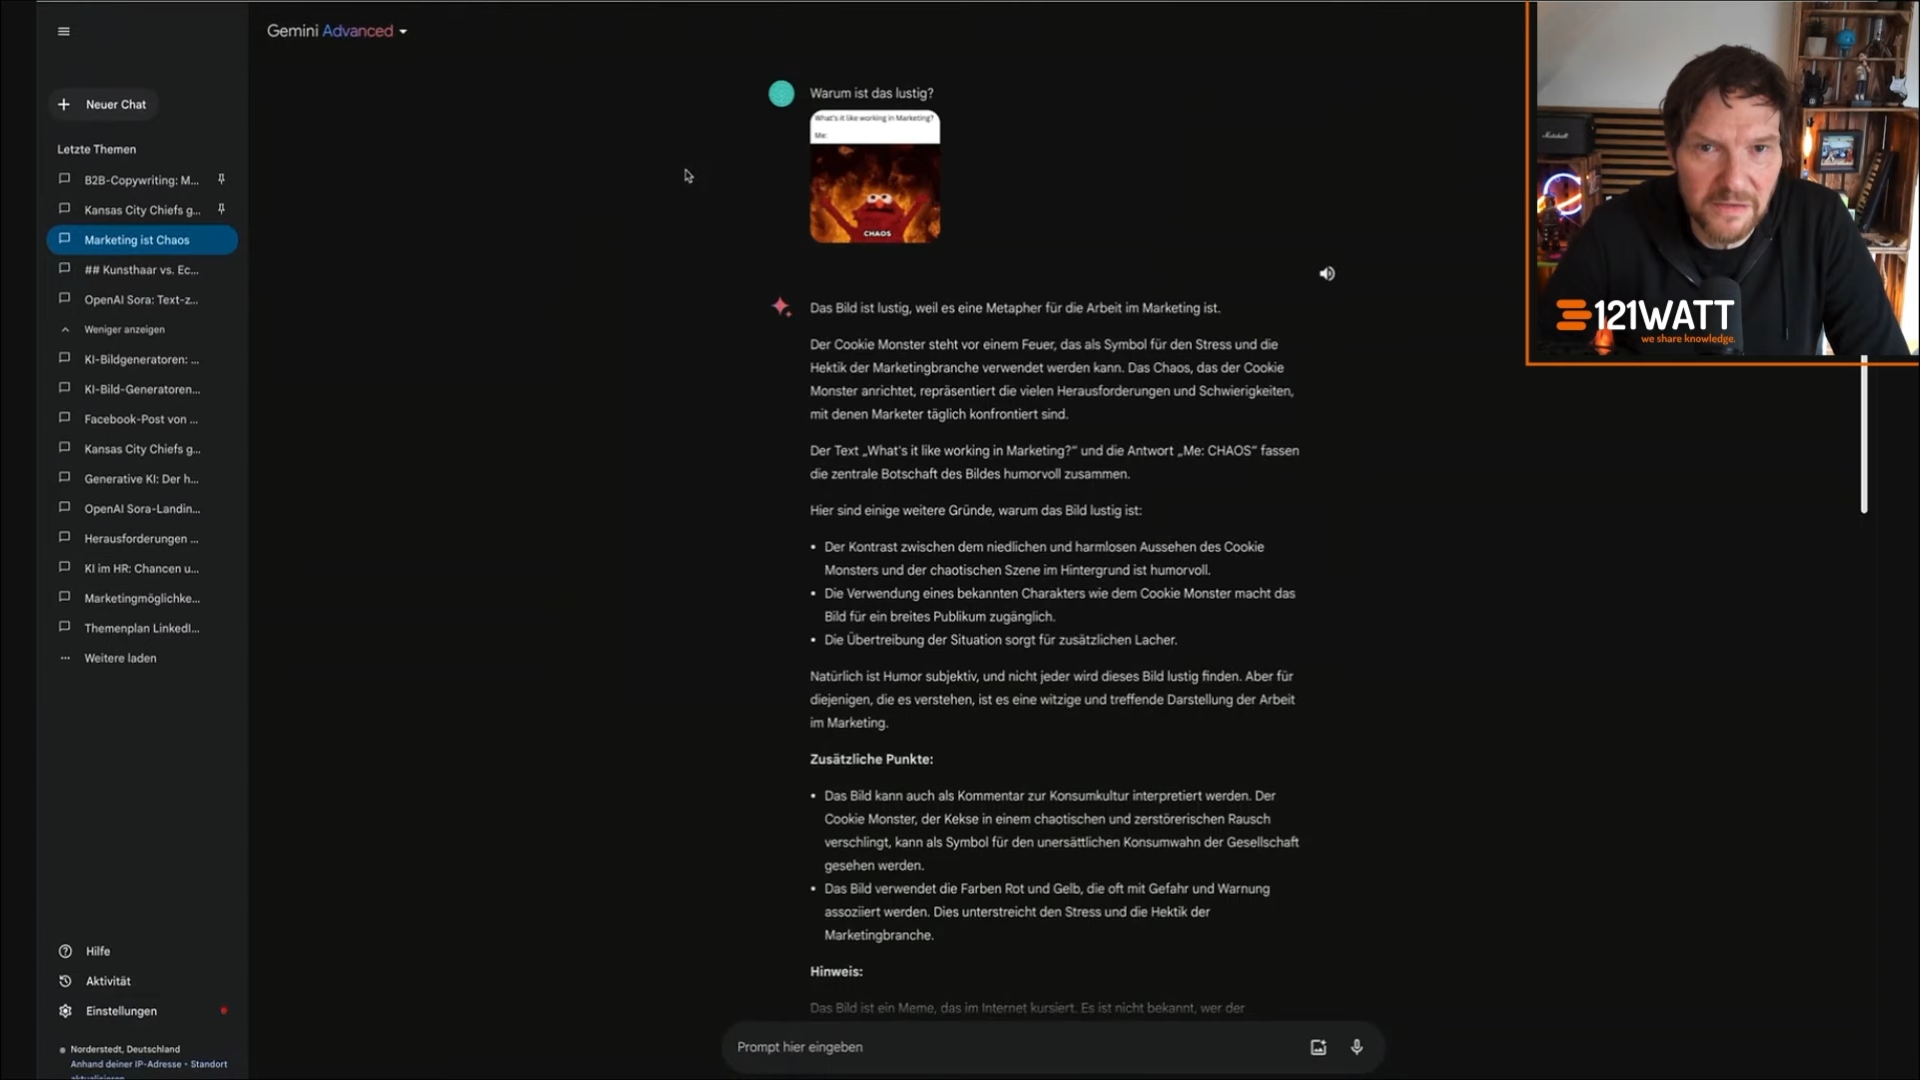 Gemini Advanced
Neuer Chat
Letzte Themen
B2B-Copywriting: M...
Kansas City Chiefs g...
Marketing ist Chaos
## Kunsthaar vs. Ec...
OpenAI Sora: Text-z...
Weniger anzeigen
KI-Bildgeneratoren: ...
KI-Bild-Generatoren...
Facebook-Post von ...
Kansas City Chiefs g...
Generative KI: Der h...
OpenAI Sora-Landin...
Herausforderungen ...
KI im HR: Chancen u...
Marketingmöglichke...
Themenplan LinkedI...
Weitere laden
Hilfe
Aktivität
Einstellungen
Norderstedt, Deutschland
Anhand deiner IP-Adresse • Standort
Warum ist das lustig?
What's it like working in Marketing?
Me:
CHAOS
Das Bild ist lustig, weil es eine Metapher für die Arbeit im Marketing ist.
Der Cookie Monster steht vor einem Feuer, das als Symbol für den Stress und die
Hektik der Marketingbranche verwendet werden kann. Das Chaos, das der Cookie
Monster anrichtet, repräsentiert die vielen Herausforderungen und Schwierigkeiten,
mit denen Marketer täglich konfrontiert sind.
Der Text „What's it like working in Marketing?“ und die Antwort „Me: CHAOS“ fassen
die zentrale Botschaft des Bildes humorvoll zusammen.
Hier sind einige weitere Gründe, warum das Bild lustig ist:
• Der Kontrast zwischen dem niedlichen und harmlosen Aussehen des Cookie
Monsters und der chaotischen Szene im Hintergrund ist humorvoll.
• Die Verwendung eines bekannten Charakters wie dem Cookie Monster macht das
Bild für ein breites Publikum zugänglich.
• Die Übertreibung der Situation sorgt für zusätzlichen Lacher.
Natürlich ist Humor subjektiv, und nicht jeder wird dieses Bild lustig finden. Aber für
diejenigen, die es verstehen, ist es eine witzige und treffende Darstellung der Arbeit
im Marketing.
Zusätzliche Punkte:
• Das Bild kann auch als Kommentar zur Konsumkultur interpretiert werden. Der
Cookie Monster, der Kekse in einem chaotischen und zerstörerischen Rausch
verschlingt, kann als Symbol für den unersättlichen Konsumwahn der Gesellschaft
gesehen werden.
• Das Bild verwendet die Farben Rot und Gelb, die oft mit Gefahr und Warnung
assoziiert werden. Dies unterstreicht den Stress und die Hektik der
Marketingbranche.
Hinweis:
Das Bild ist ein Meme, das im Internet kursiert. Es ist nicht bekannt, wer der
Prompt hier eingeben
Marshall
121WATT
we share knowledge.